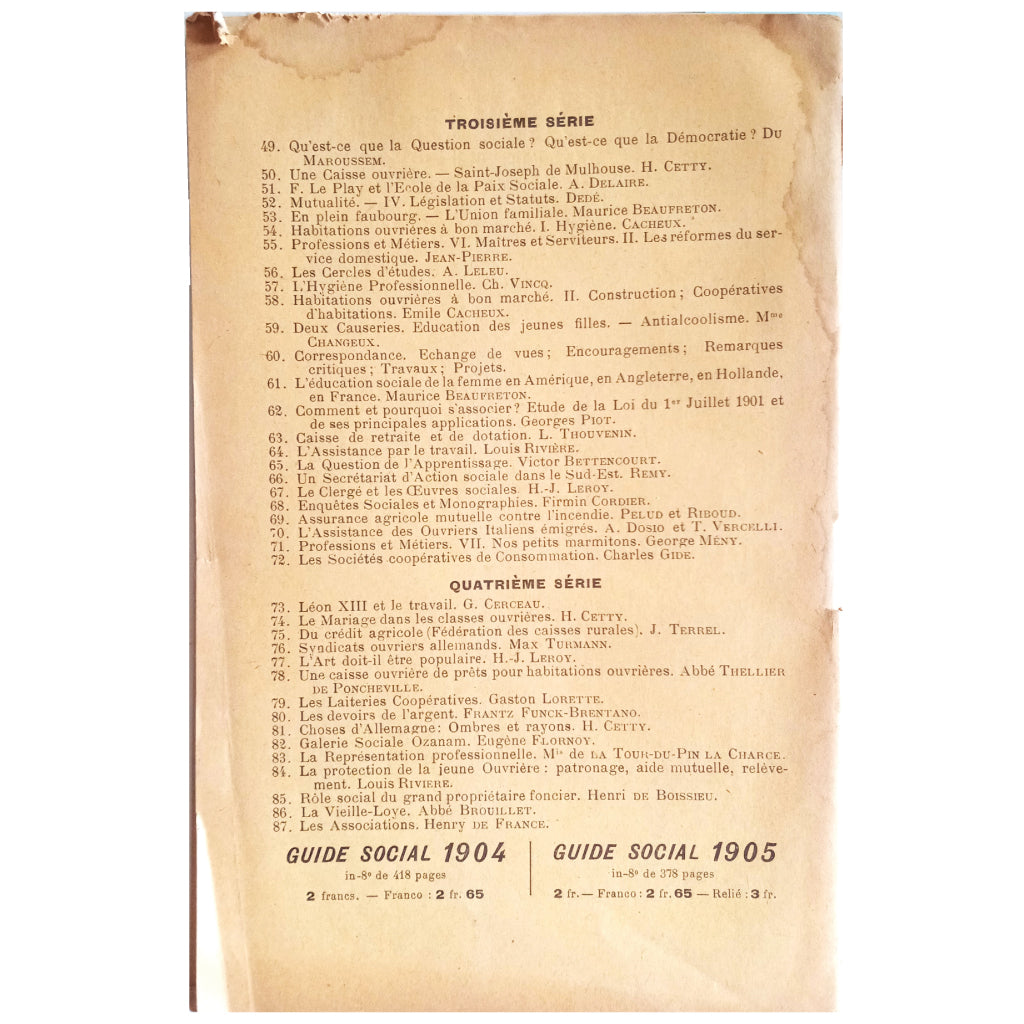 TROISIÈME SÉRIE
49. Qu'est-ce que la Question sociale? Qu'est-ce que la Démocratie? Du
MAROUSSEM.
50. Une Caisse ouvrière. — Saint-Joseph de Mulhouse. H. CETTY.
51. F. Le Play et l'Ecole de la Paix Sociale. A. DELAIRE.
52. Mutualité. — IV. Législation et Statuts. DEDÉ.
53. En plein faubourg. — L'Union familiale. Maurice BEAUFRETON.
54. Habitations ouvrières à bon marché. I. Hygiène. CACHEUX.
55. Professions et Métiers. VI. Maîtres et Serviteurs. II. Les réformes du ser-
vice domestique. JEAN-PIERRE.
56. Les Cercles d'études. A. LELEU.
57. L'Hygiène Professionnelle. Ch. VINCQ.
58. Habitations ouvrières à bon marché. II. Construction; Coopératives
d'habitations. Emile CACHEUX.
59. Deux Causeries. Education des jeunes filles. — Antialcoolisme. Mme
CHANGEUX.
60. Correspondance. Echange de vues; Encouragements; Remarques
critiques; Travaux; Projets.
61. L'éducation sociale de la femme en Amérique, en Angleterre, en Hollande,
en France. Maurice BEAUFRETON.
62. Comment et pourquoi s'associer? Etude de la Loi du 1er Juillet 1901 et
de ses principales applications. Georges PIOT.
63. Caisse de retraite et de dotation. L. THOUVENIN.
64. L'Assistance par le travail. Louis RIVIÈRE.
65. La Question de l'Apprentissage. Victor BETTENCOURT.
66. Un Secrétariat d'Action sociale dans le Sud-Est. REMY.
67. Le Clergé et les Œuvres sociales. H.-J. LEROY.
68. Enquêtes Sociales et Monographies. Firmin CORDIER.
69. Assurance agricole mutuelle contre l'incendie. PELUD et RIBOUD.
70. L'Assistance des Ouvriers Italiens émigrés. A. DOSIO et T. VERCELLI.
71. Professions et Métiers. VII. Nos petits marmitons. George MÉNY.
72. Les Sociétés coopératives de Consommation. Charles GIDE.
QUATRIÈME SÉRIE
73. Léon XIII et le travail. G. CERCEAU.
74. Le Mariage dans les classes ouvrières. H. CETTY.
75. Du crédit agricole (Fédération des caisses rurales). J. TERREL.
76. Syndicats ouvriers allemands. Max TURMANN.
77. L'Art doit-il être populaire. H.-J. LEROY.
78. Une caisse ouvrière de prêts pour habitations ouvrières. Abbé THELLIER
DE PONCHEVILLE.
79. Les Laiteries Coopératives. Gaston LORETTE.
80. Les devoirs de l'argent. FRANTZ FUNCK-BRENTANO.
81. Choses d'Allemagne: Ombres et rayons. H. CETTY.
82. Galerie Sociale Ozanam. Eugène FLORNOY.
83. La Représentation professionnelle. Mis de LA TOUR-DU-PIN LA CHARCE.
84. La protection de la jeune Ouvrière: patronage, aide mutuelle, relève-
ment. Louis RIVIERE.
85. Rôle social du grand propriétaire foncier. Henri DE BOISSIEU.
86. La Vieille-Loye. Abbé BROUILLET.
87. Les Associations. Henry DE FRANCE.
GUIDE SOCIAL 1904
in-8º de 418 pages
2 francs. — Franco: 2 fr. 65
GUIDE SOCIAL 1905
in-8º de 378 pages
2 fr. — Franco: 2 fr. 65 — Relié: 3 fr.